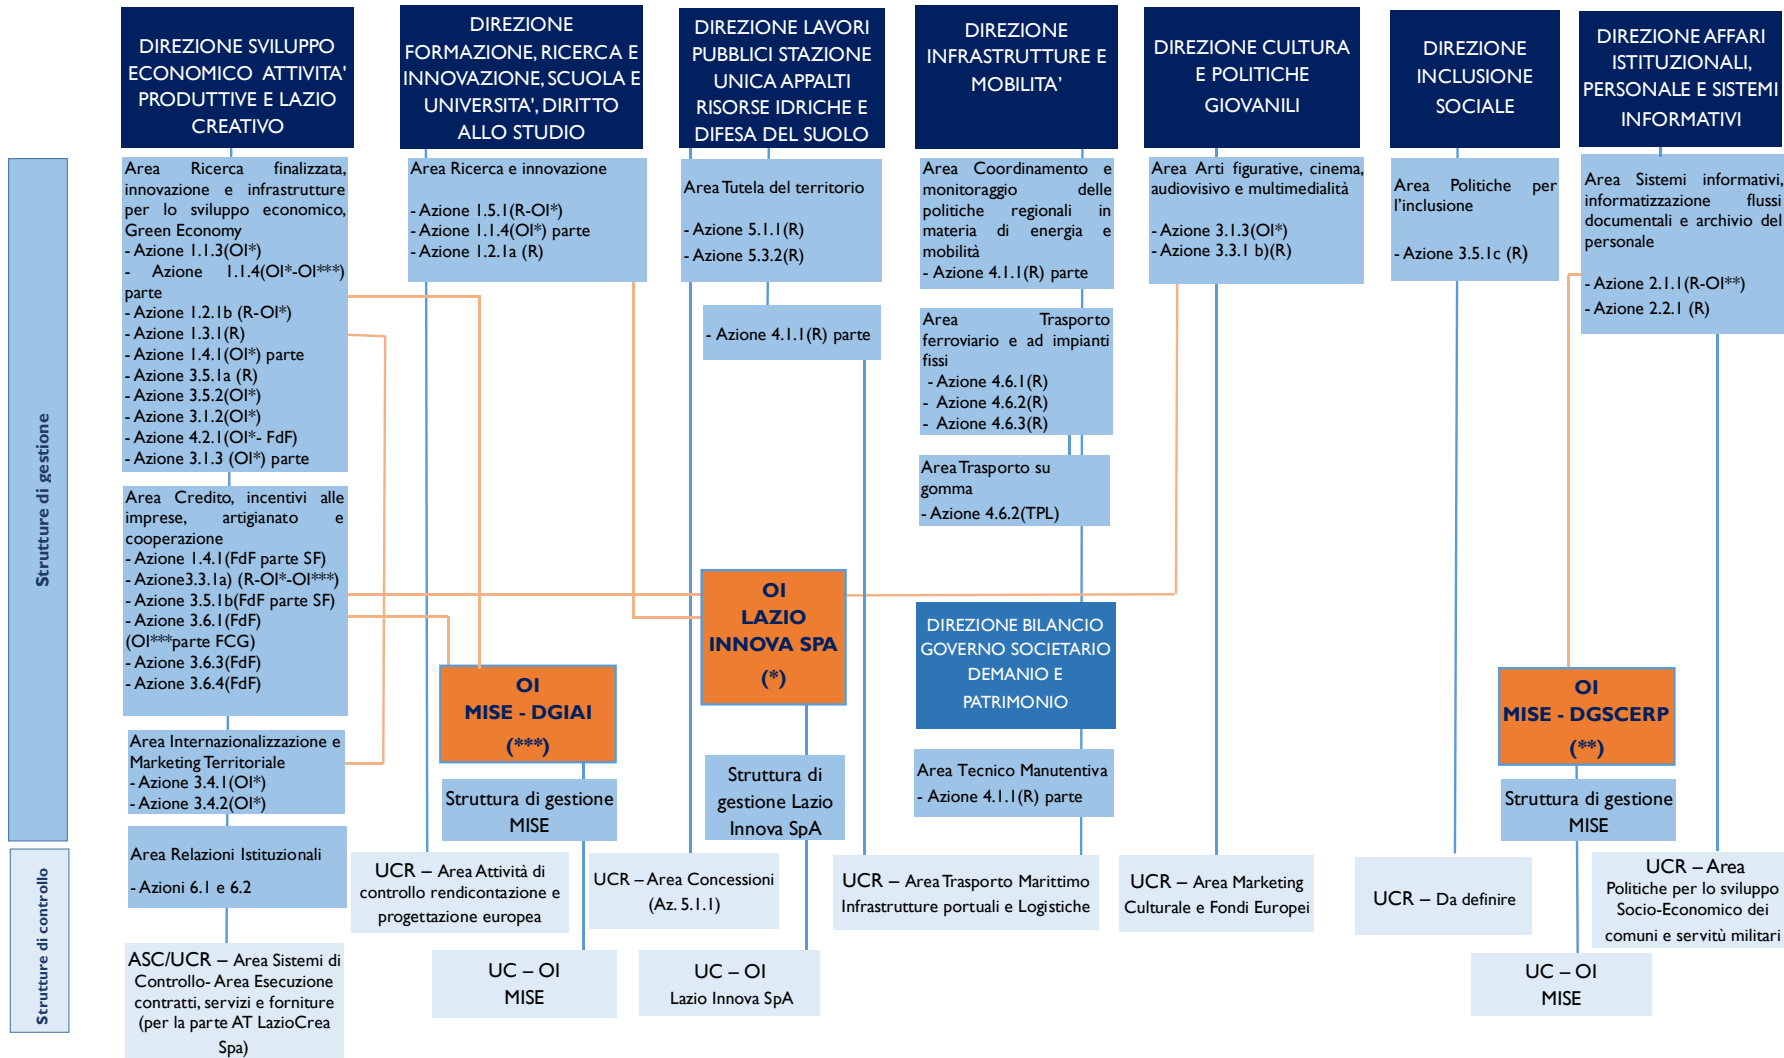 DIREZIONE SVILUPPO
ECONOMICO ATTIVITA'
PRODUTTIVE E LAZIO
CREATIVO
DIREZIONE
FORMAZIONE, RICERCA E
INNOVAZIONE, SCUOLA E
UNIVERSITA', DIRITTO
ALLO STUDIO
DIREZIONE LAVORI
PUBBLICI STAZIONE
UNICA APPALTI
RISORSE IDRICHE E
DIFESA DEL SUOLO
DIREZIONE
INFRASTRUTTURE E
MOBILITA’
DIREZIONE CULTURA
E POLITICHE
GIOVANILI
DIREZIONE
INCLUSIONE
SOCIALE
DIREZIONE AFFARI
ISTITUZIONALI,
PERSONALE E SISTEMI
INFORMATIVI
Strutture di gestione
Area Ricerca finalizzata,
innovazione e infrastrutture
per lo sviluppo economico,
Green Economy
- Azione 1.1.3(OI*)
- Azione 1.1.4(OI*-OI***)
parte
- Azione 1.2.1b (R-OI*)
- Azione 1.3.1(R)
- Azione 1.4.1(OI*) parte
- Azione 3.5.1a (R)
- Azione 3.5.2(OI*)
- Azione 3.1.2(OI*)
- Azione 4.2.1(OI*- FdF)
- Azione 3.1.3 (OI*) parte
Area Credito, incentivi alle
imprese, artigianato e
cooperazione
- Azione 1.4.1(FdF parte SF)
- Azione3.3.1a) (R-OI*-OI***)
- Azione 3.5.1b(FdF parte SF)
- Azione 3.6.1(FdF)
(OI***parte FCG)
- Azione 3.6.3(FdF)
- Azione 3.6.4(FdF)
Area Internazionalizzazione e
Marketing Territoriale
- Azione 3.4.1(OI*)
- Azione 3.4.2(OI*)
Area Relazioni Istituzionali
- Azioni 6.1 e 6.2
Area Ricerca e innovazione
- Azione 1.5.1(R-OI*)
- Azione 1.1.4(OI*) parte
- Azione 1.2.1a (R)
OI
MISE - DGIAI
(***)
Struttura di gestione
MISE
Area Tutela del territorio
- Azione 5.1.1(R)
- Azione 5.3.2(R)
- Azione 4.1.1(R) parte
OI
LAZIO
INNOVA SPA
(*)
Struttura di
gestione Lazio
Innova SpA
Area Coordinamento e
monitoraggio delle
politiche regionali in
materia di energia e
mobilità
- Azione 4.1.1(R) parte
Area Trasporto
ferroviario e ad impianti
fissi
- Azione 4.6.1(R)
- Azione 4.6.2(R)
- Azione 4.6.3(R)
Area Trasporto su
gomma
- Azione 4.6.2(TPL)
DIREZIONE BILANCIO
GOVERNO SOCIETARIO
DEMANIO E
PATRIMONIO
Area Tecnico Manutentiva
- Azione 4.1.1(R) parte
Area Arti figurative, cinema,
audiovisivo e multimedialità
- Azione 3.1.3(OI*)
- Azione 3.3.1 b)(R)
Area Politiche per
l’inclusione
- Azione 3.5.1c (R)
Area Sistemi informativi,
informatizzazione flussi
documentali e archivio del
personale
- Azione 2.1.1(R-OI**)
- Azione 2.2.1 (R)
OI
MISE - DGSCERP
(**)
Struttura di gestione
MISE
Strutture di controllo
ASC/UCR – Area Sistemi di
Controllo- Area Esecuzione
contratti, servizi e forniture
(per la parte AT LazioCrea
Spa)
UCR – Area Attività di
controllo rendicontazione e
progettazione europea
UC – OI
MISE
UCR – Area Concessioni
(Az. 5.1.1)
UC – OI
Lazio Innova SpA
UCR – Area Trasporto Marittimo
Infrastrutture portuali e Logistiche
UCR – Area Marketing
Culturale e Fondi Europei
UCR – Da definire
UC – OI
MISE
UCR – Area
Politiche per lo sviluppo
Socio-Economico dei
comuni e servitù militari